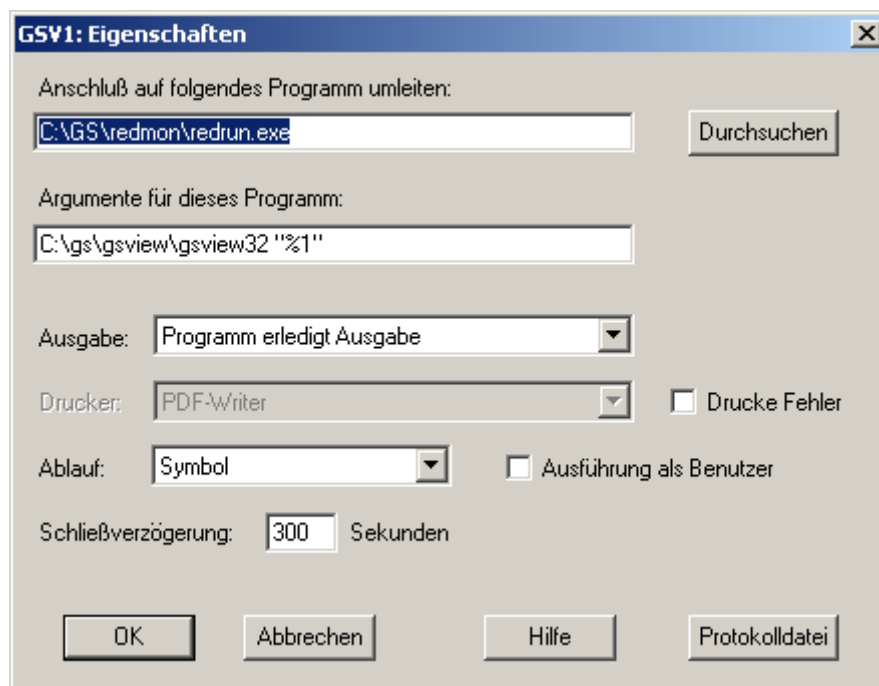 GSV1: Eigenschaften
Anschluß auf folgendes Programm umleiten:
C:\GS\redmon\redrun.exe
Durchsuchen
Argumente für dieses Programm:
C:\gs\gsview\gsview32 "%1"
Ausgabe: Programm erledigt Ausgabe
Drucker: PDF-Writer Drucke Fehler
Ablauf: Symbol Ausführung als Benutzer
Schließverzögerung: 300 Sekunden
OK Abbrechen Hilfe Protokolldatei